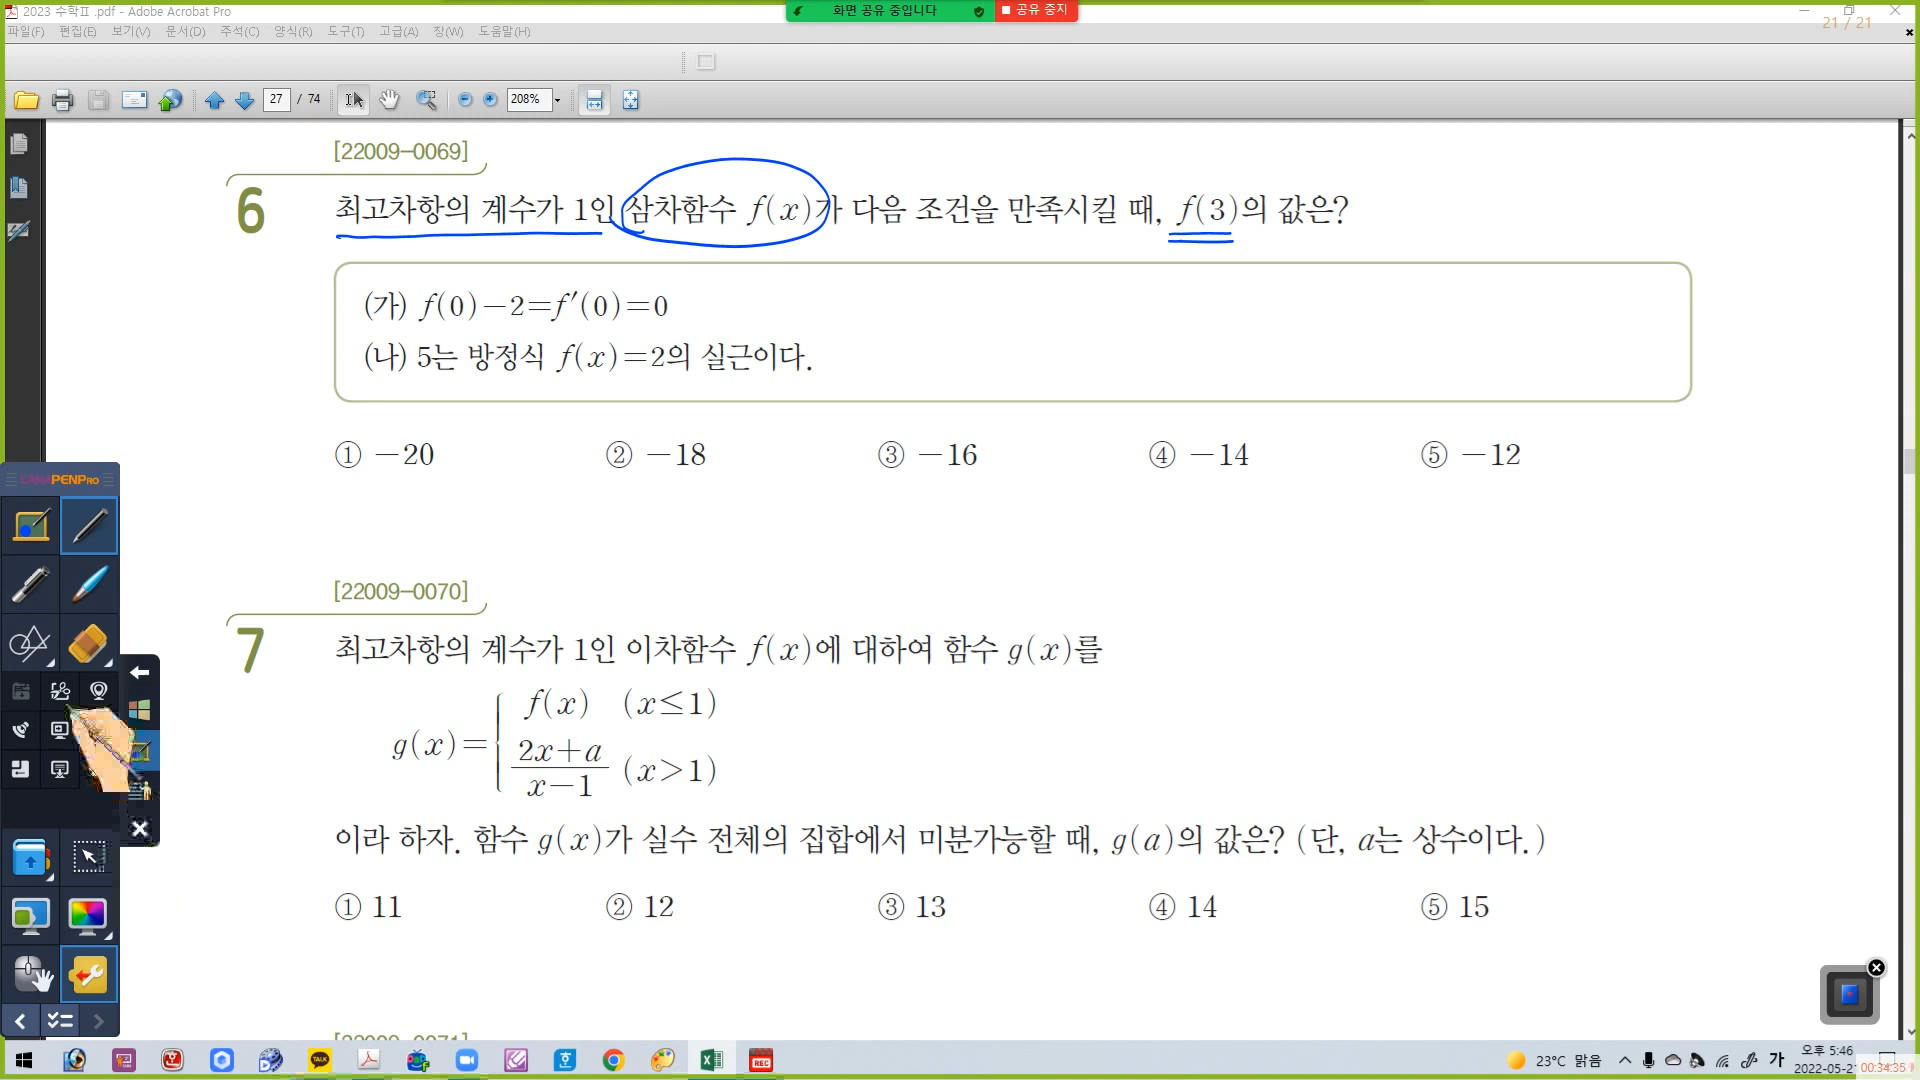 2023 수학Ⅱ .pdf - Adobe Acrobat Pro
화면 공유 중입니다
공유 중지
21 / 21
파일(F) 편집(E) 보기(V) 문서(D) 주석(C) 양식(R) 도구(T) 고급(A) 창(W) 도움말(H)
27 / 74
208%
[22009-0069]
6 최고차항의 계수가 1인 삼차함수 f(x)가 다음 조건을 만족시킬 때, f(3)의 값은?
(가) f(0)-2=f′(0)=0
(나) 5는 방정식 f(x)=2의 실근이다.
① -20 ② -18 ③ -16 ④ -14 ⑤ -12
[22009-0070]
7 최고차항의 계수가 1인 이차함수 f(x)에 대하여 함수 g(x)를
g(x)={ f(x) (x≤1)
(2x+a)/(x-1) (x>1)
이라 하자. 함수 g(x)가 실수 전체의 집합에서 미분가능할 때, g(a)의 값은? (단, a는 상수이다.)
① 11 ② 12 ③ 13 ④ 14 ⑤ 15
TALK
REC
23°C 맑음
가
오후 5:46
00:34:35